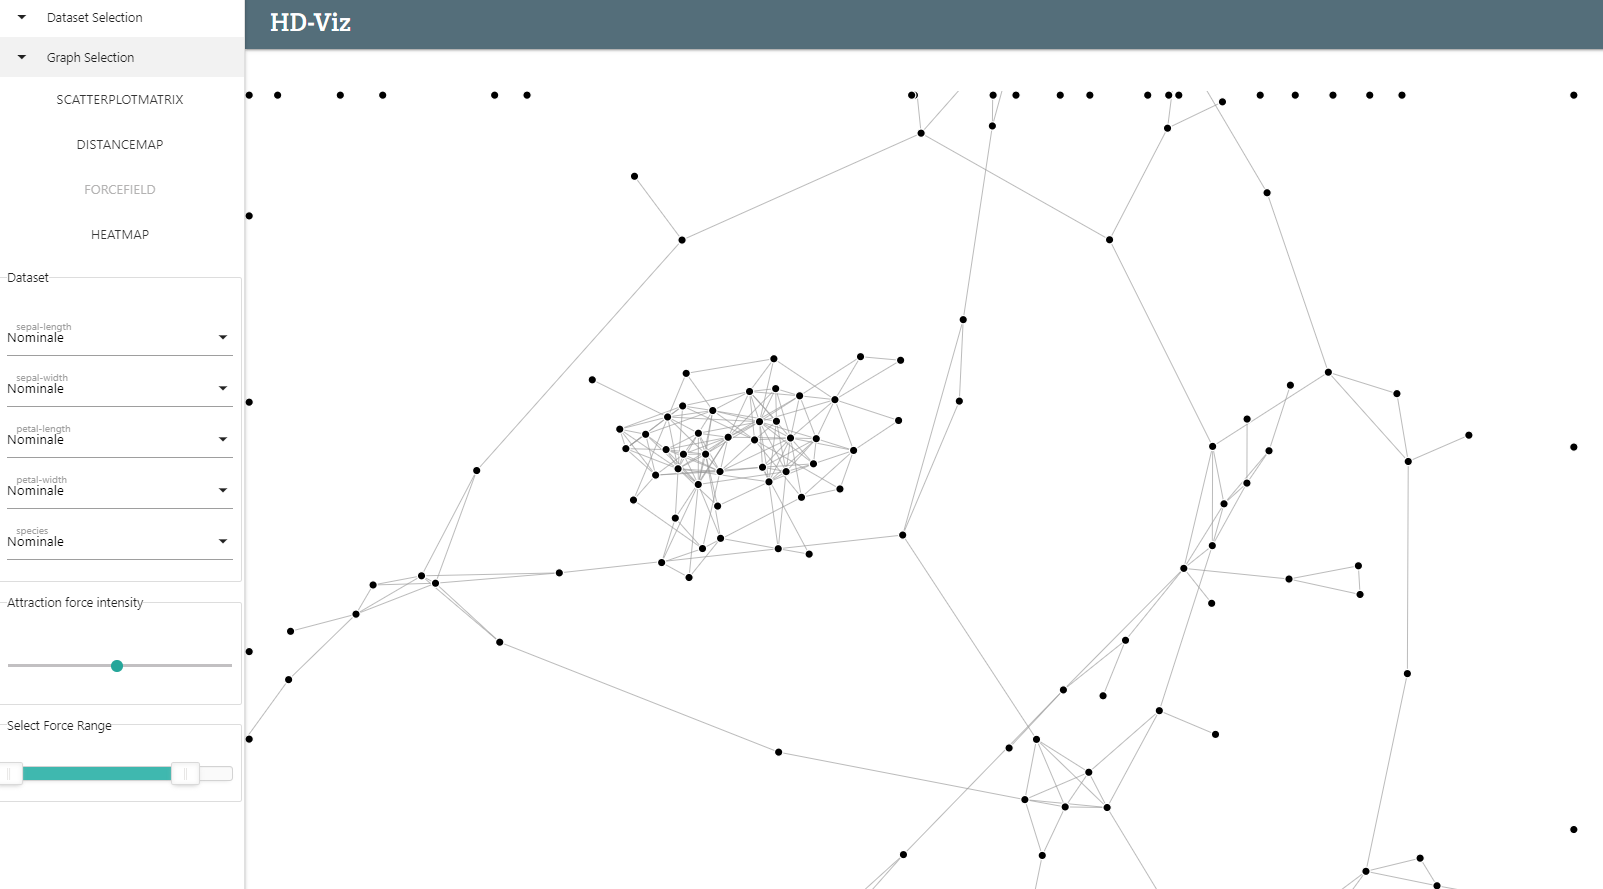 Dataset Selection
HD-Viz
Graph Selection
SCATTERPLOTMATRIX
DISTANCEMAP
FORCEFIELD
HEATMAP
Dataset
sepal-length
Nominale
sepal-width
Nominale
petal-length
Nominale
petal-width
Nominale
species
Nominale
Attraction force intensity
Select Force Range